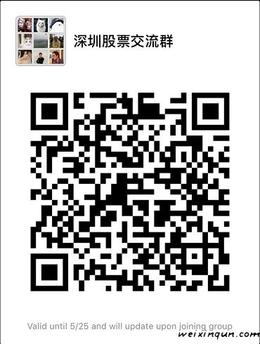 深圳股票交流群
Valid until 5/25 and will update upon joining group
weixinqun.com